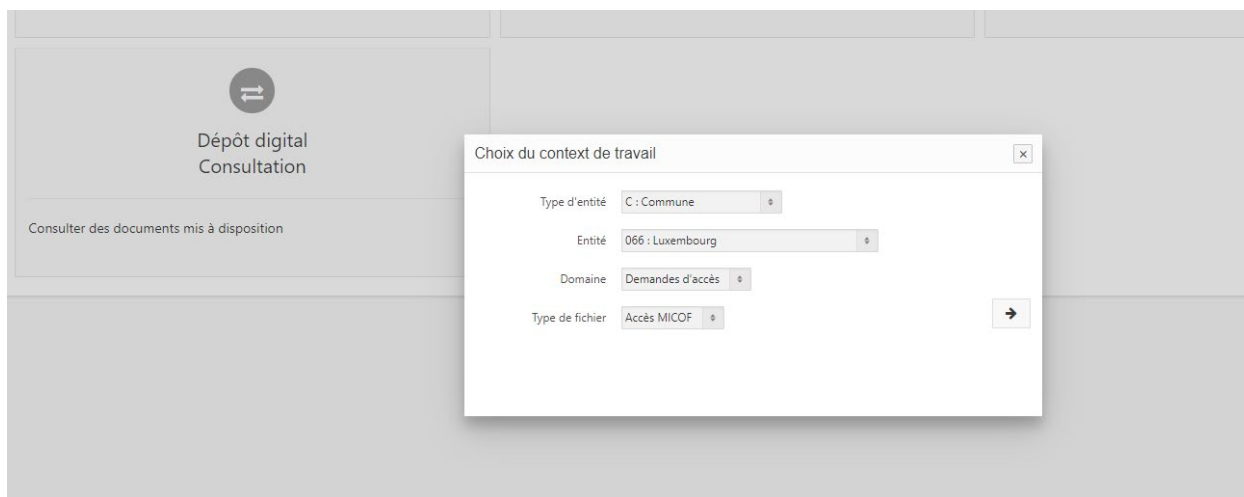 Dépôt digital
Consultation
Consulter des documents mis à disposition
Choix du context de travail
Type d'entité C : Commune
Entité 066 : Luxembourg
Domaine Demandes d'accès
Type de fichier Accès MICOF